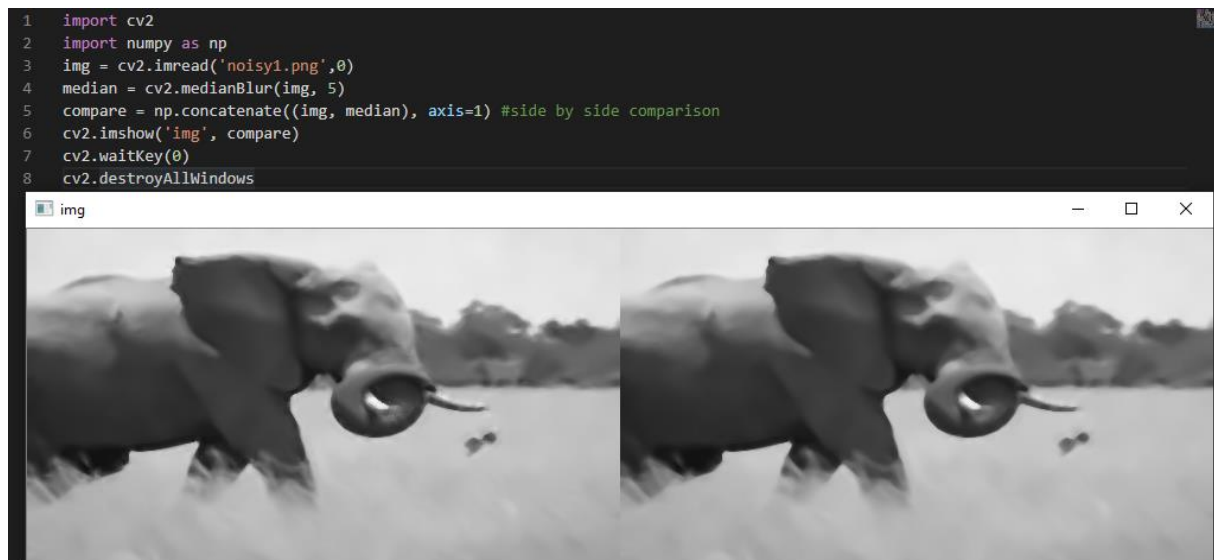 1 import cv2
2 import numpy as np
3 img = cv2.imread('noisy1.png',0)
4 median = cv2.medianBlur(img, 5)
5 compare = np.concatenate((img, median), axis=1) #side by side comparison
6 cv2.imshow('img', compare)
7 cv2.waitKey(0)
8 cv2.destroyAllWindows
img